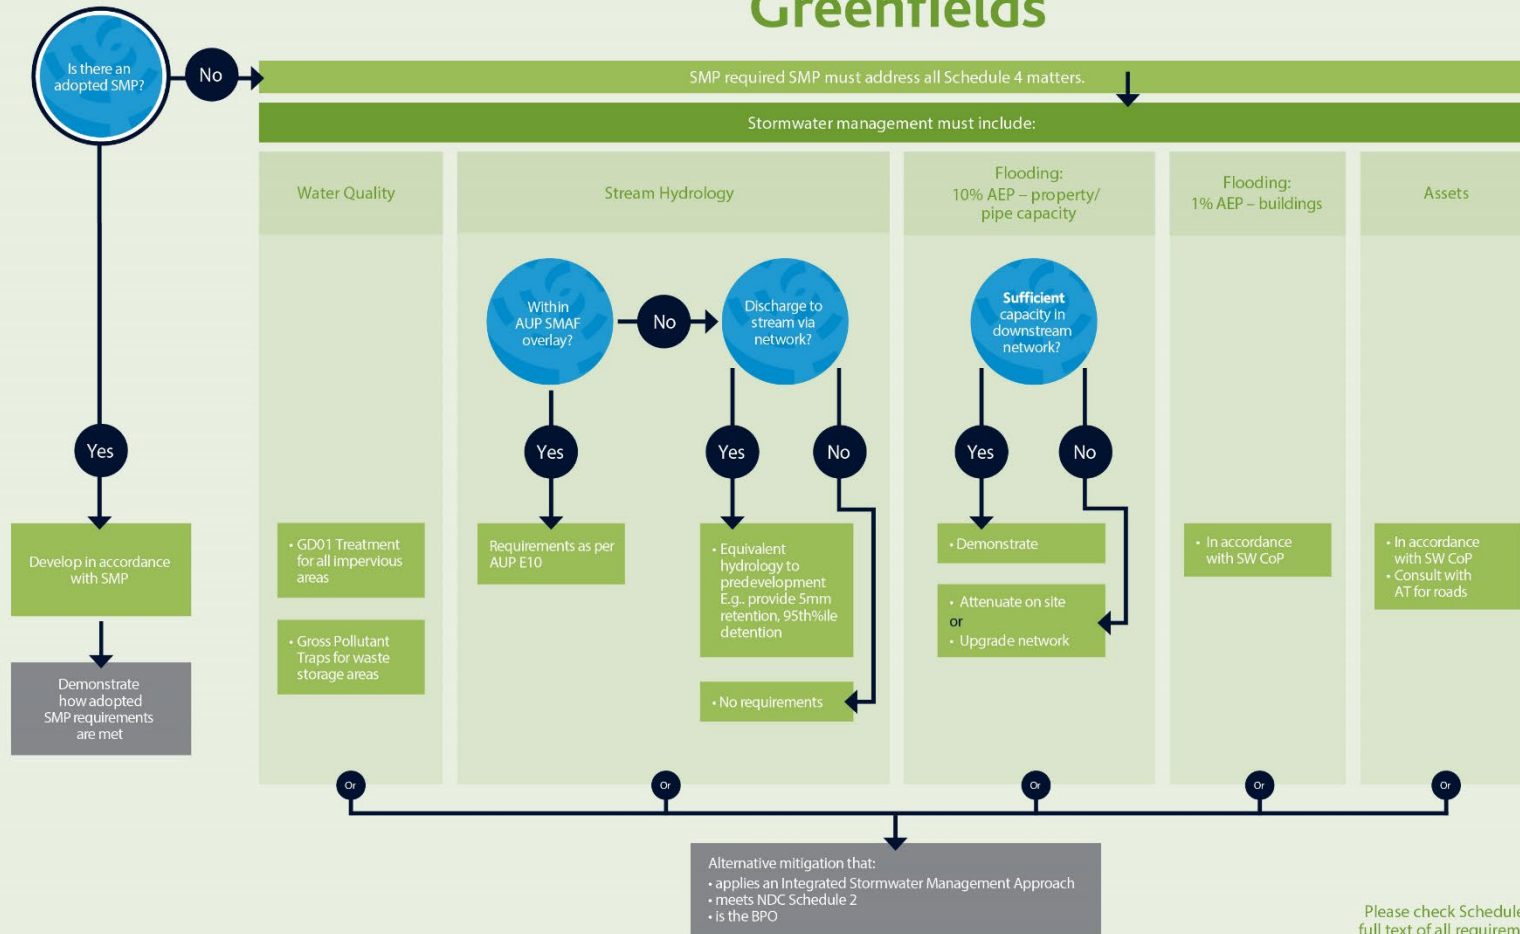 Greenfields
Is there an
adopted SMP?
No
SMP required SMP must address all Schedule 4 matters.
Stormwater management must include:
Water Quality
Stream Hydrology
Flooding:
10% AEP – property/
pipe capacity
Flooding:
1% AEP – buildings
Assets
Within
AUP SMAF
overlay?
No
Discharge to
stream via
network?
Sufficient
capacity in
downstream
network?
Yes
Yes
Yes
No
Yes
No
Develop in accordance
with SMP
• GD01 Treatment
for all impervious
areas
Requirements as per
AUP E10
• Equivalent
hydrology to
predevelopment
E.g.. provide 5mm
retention, 95th%ile
detention
• Demonstrate
• In accordance
with SW CoP
• In accordance
with SW CoP
• Consult with
AT for roads
• Attenuate on site
or
• Upgrade network
• Gross Pollutant
Traps for waste
storage areas
Demonstrate
how adopted
SMP requirements
are met
• No requirements
Or
Or
Or
Or
Or
Alternative mitigation that:
• applies an Integrated Stormwater Management Approach
• meets NDC Schedule 2
• is the BPO
Please check Schedule
full text of all requirem